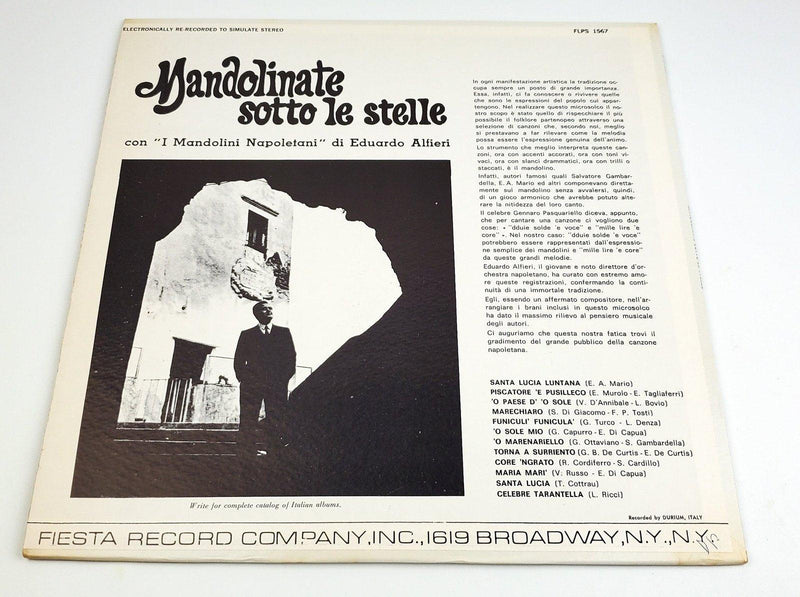 ELECTRONICALLY RE-RECORDED TO SIMULATE STEREO
FLPS 1567
Mandolinate
sotto le stelle
con "I Mandolini Napoletani" di Eduardo Alfieri
In ogni manifestazione artistica la tradizione oc-
cupa sempre un posto di grande importanza.
Essa, infatti, ci fa conoscere o rivivere quelle
che sono le espressioni del popolo cui appar-
tengono. Nel realizzare questo microsolco il no-
stro scopo è stato quello di rispecchiare il più
possibile il folklore partenopeo attraverso una
selezione di canzoni che, secondo noi, meglio
si prestavano a far rilevare come la melodia
possa essere l'espressione genuina dell'animo.
Lo strumento che meglio interpreta queste can-
zoni, ora con accenti accorati, ora con toni vi-
vaci, ora con slanci drammatici, ora con trilli o
staccati, è il mandolino.
Infatti, autori famosi quali Salvatore Gambar-
della, E. A. Mario ed altri componevano diretta-
mente sul mandolino senza avvalersi, quindi,
di un gioco armonico che avrebbe potuto alte-
rare la nitidezza del loro canto.
Il celebre Gennaro Pasquariello diceva, appunto,
che per cantare una canzone ci vogliono due
cose: « "dduie solde 'e voce" e "mille lire 'e
core" ». Nel nostro caso: "dduie solde 'e voce"
potrebbero essere rappresentati dall'espressio-
ne semplice dei mandolini e "mille lire 'e core"
da queste grandi melodie.
Eduardo Alfieri, il giovane e noto direttore d'or-
chestra napoletano, ha curato con estremo amo-
re queste registrazioni, confermando la conti-
nuità di una immortale tradizione.
Egli, essendo un affermato compositore, nell'ar-
rangiare i brani inclusi in questo microsolco
ha dato il massimo rilievo al pensiero musicale
degli autori.
Ci auguriamo che questa nostra fatica trovi il
gradimento del grande pubblico della canzone
napoletana.
SANTA LUCIA LUNTANA (E. A. Mario)
PISCATORE 'E PUSILLECO (E. Murolo - E. Tagliaferri)
'O PAESE D' 'O SOLE (V. D'Annibale - L. Bovio)
MARECHIARO (S. Di Giacomo - F. P. Tosti)
FUNICULI' FUNICULA' (G. Turco - L. Denza)
'O SOLE MIO (G. Capurro - E. Di Capua)
'O MARENARIELLO (G. Ottaviano - S. Gambardella)
TORNA A SURRIENTO (G. B. De Curtis - E. De Curtis)
CORE 'NGRATO (R. Cordiferro - S. Cardillo)
MARIA MARI' (V. Russo - E. Di Capua)
SANTA LUCIA (T. Cottrau)
CELEBRE TARANTELLA (L. Ricci)
Write for complete catalog of Italian albums.
Recorded by DURIUM, ITALY
FIESTA RECORD COMPANY, INC., 1619 BROADWAY, N.Y., N.Y.